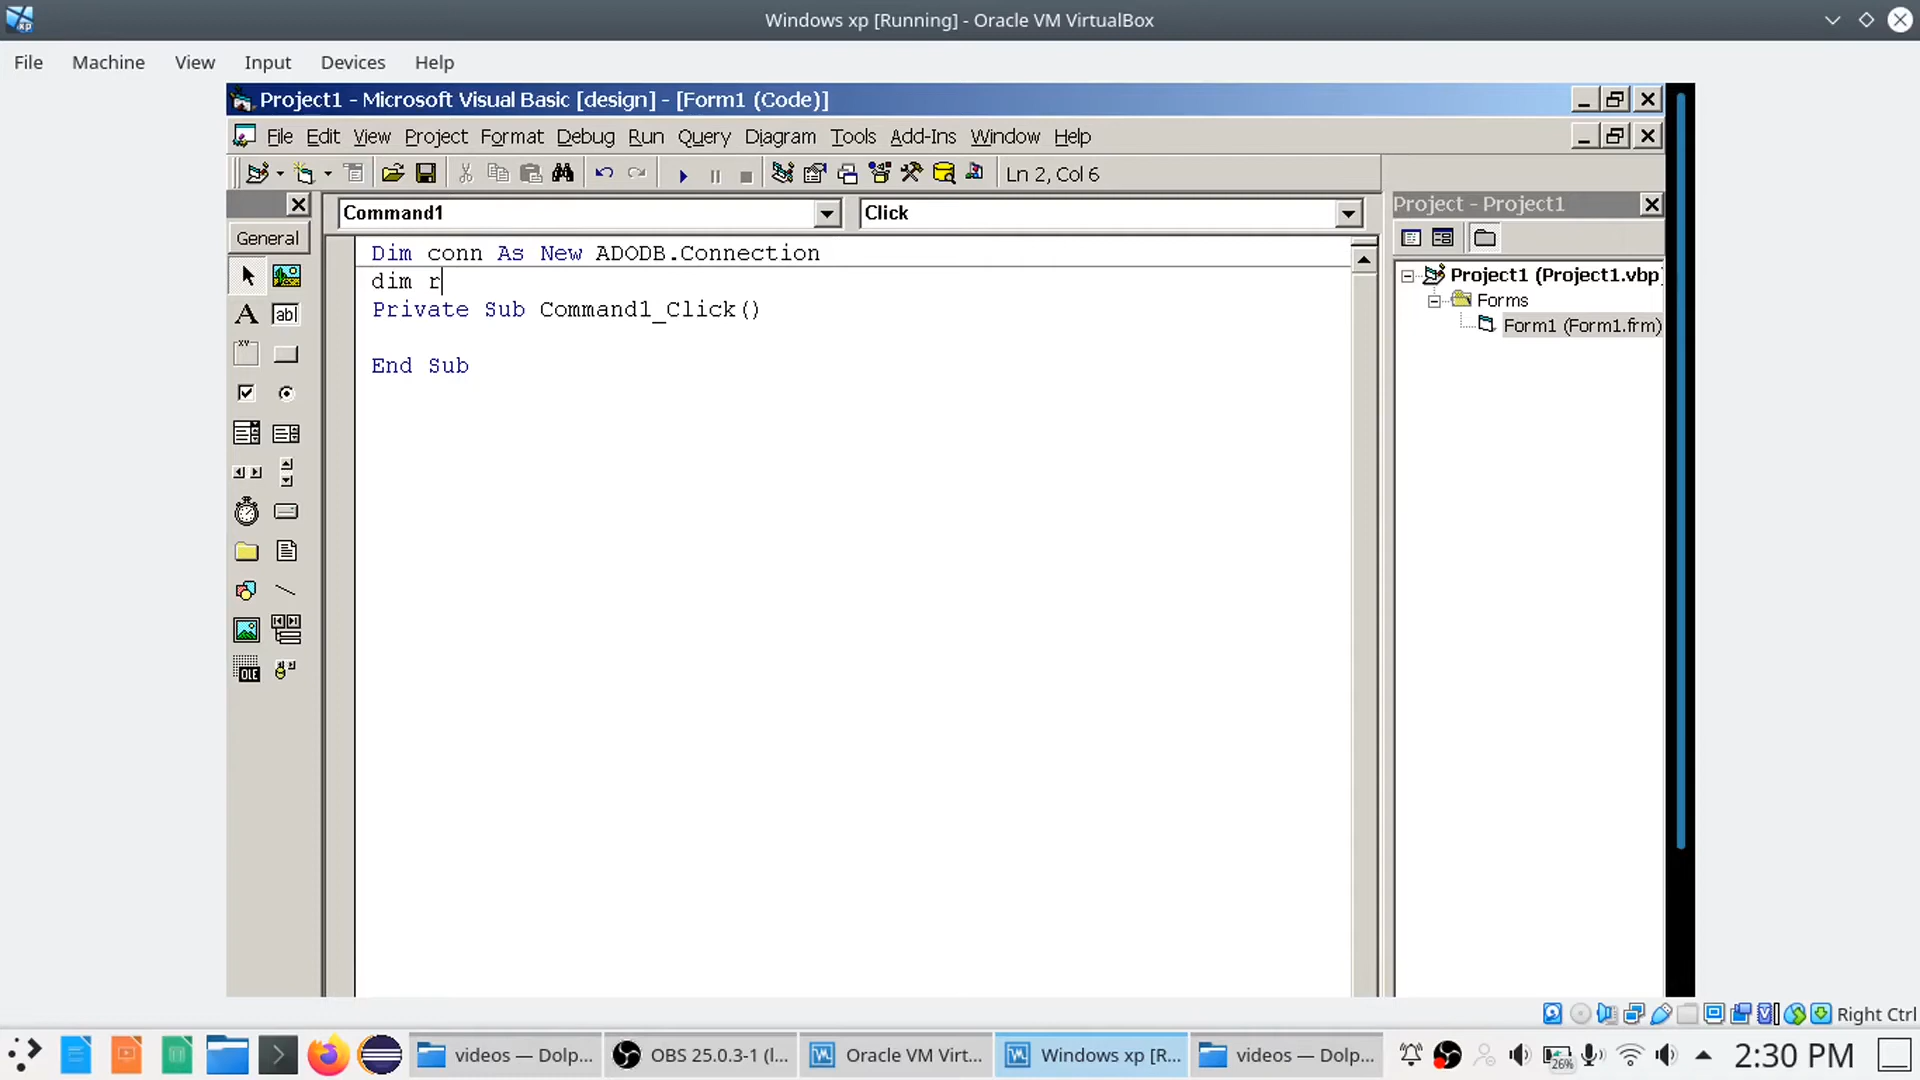 Windows xp [Running] - Oracle VM VirtualBox
File Machine View Input Devices Help
Project1 - Microsoft Visual Basic [design] - [Form1 (Code)]
File Edit View Project Format Debug Run Query Diagram Tools Add-Ins Window Help
Ln 2, Col 6
Command1
Click
Project - Project1
General
Dim conn As New ADODB.Connection
dim r
Private Sub Command1_Click()
End Sub
Project1 (Project1.vbp)
Forms
Form1 (Form1.frm)
A
abl
xy
OLE
Right Ctrl
videos — Dolp...
OBS 25.0.3-1 (l...
Oracle VM Virt...
Windows xp [R...
videos — Dolp...
26%
2:30 PM